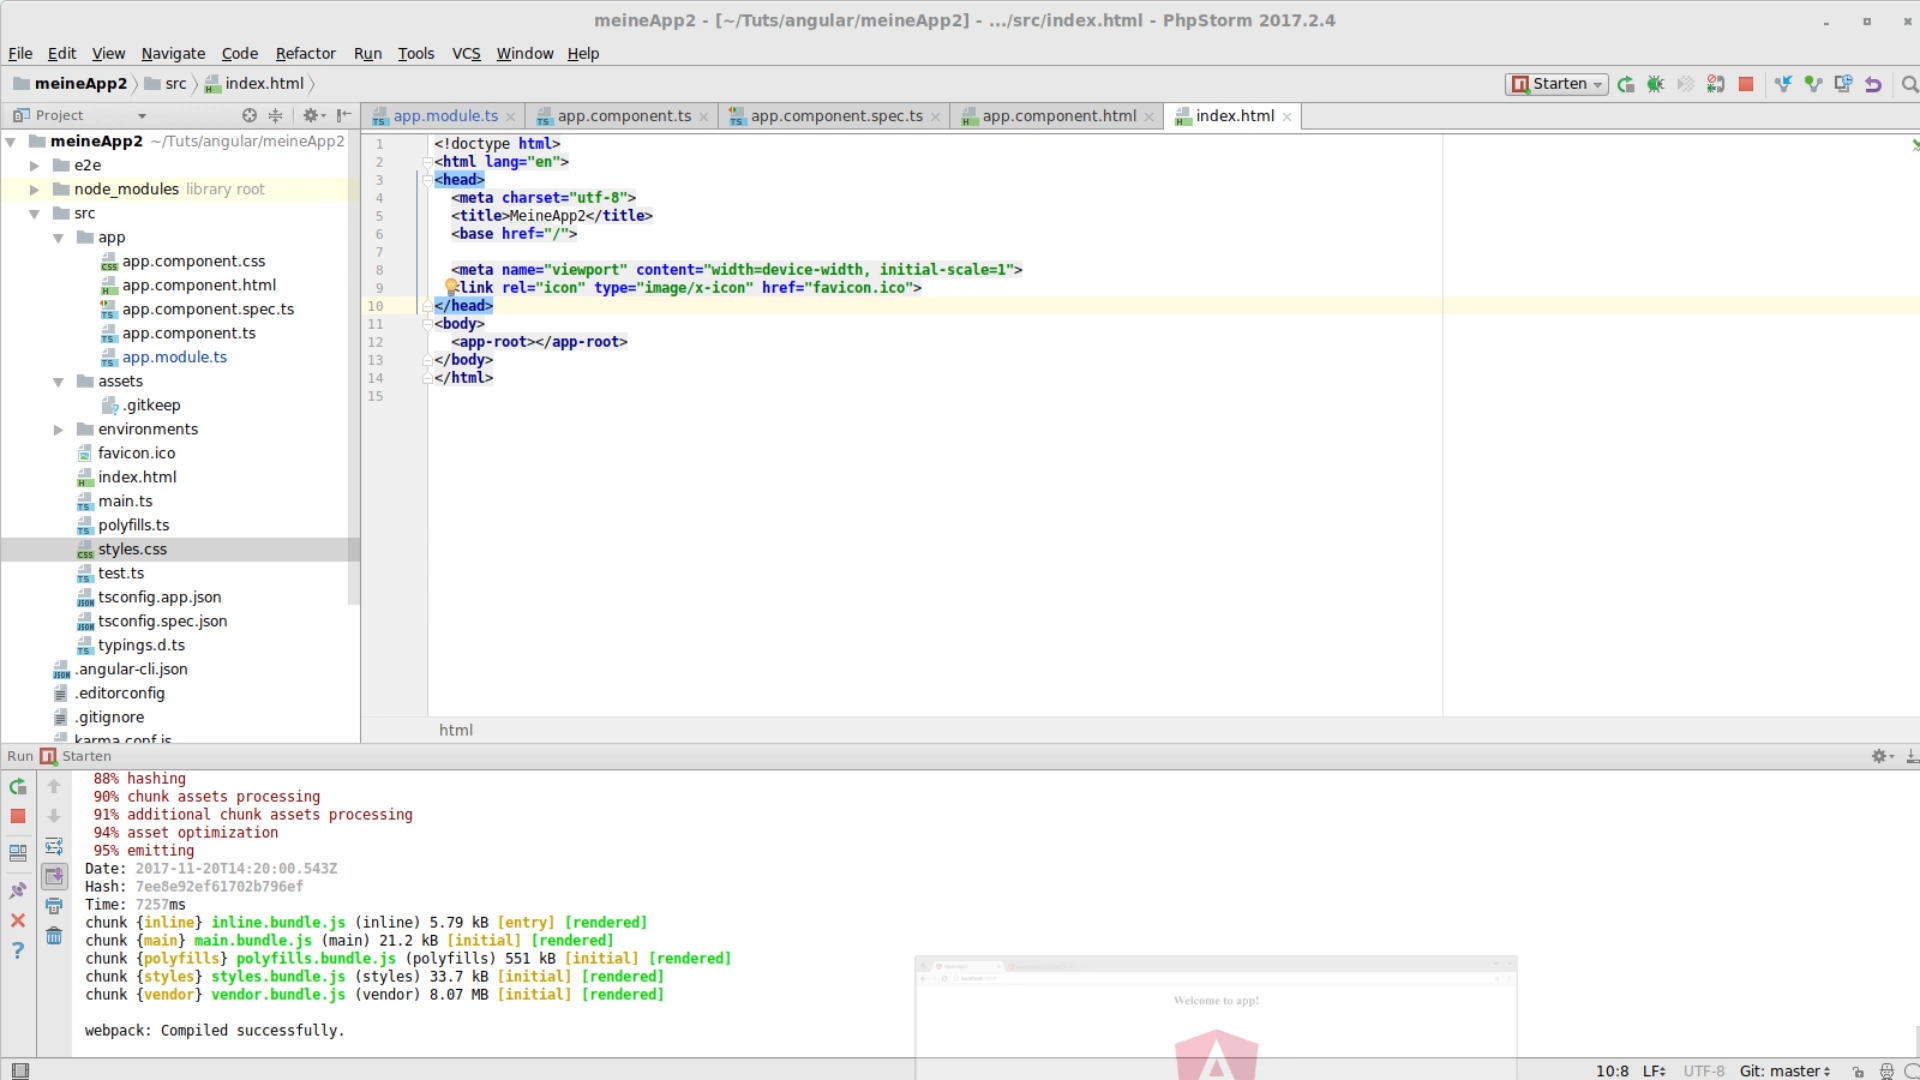 meineApp2 - [~/Tuts/angular/meineApp2] - .../src/index.html - PhpStorm 2017.2.4
File Edit View Navigate Code Refactor Run Tools VCS Window Help
meineApp2 src index.html Starten
Project
app.module.ts app.component.ts app.component.spec.ts app.component.html index.html
meineApp2 ~/Tuts/angular/meineApp2
e2e
node_modules library root
src
app
app.component.css
app.component.html
app.component.spec.ts
app.component.ts
app.module.ts
assets
.gitkeep
environments
favicon.ico
index.html
main.ts
polyfills.ts
styles.css
test.ts
tsconfig.app.json
tsconfig.spec.json
typings.d.ts
.angular-cli.json
.editorconfig
.gitignore
karma.conf.js
1 <!doctype html>
2 <html lang="en">
3 <head>
4 <meta charset="utf-8">
5 <title>MeineApp2</title>
6 <base href="/">
7
8 <meta name="viewport" content="width=device-width, initial-scale=1">
9 <link rel="icon" type="image/x-icon" href="favicon.ico">
10 </head>
11 <body>
12 <app-root></app-root>
13 </body>
14 </html>
15
html
Run Starten
88% hashing
90% chunk assets processing
91% additional chunk assets processing
94% asset optimization
95% emitting
Date: 2017-11-20T14:20:00.543Z
Hash: 7ee8e92ef61702b796ef
Time: 7257ms
chunk {inline} inline.bundle.js (inline) 5.79 kB [entry] [rendered]
chunk {main} main.bundle.js (main) 21.2 kB [initial] [rendered]
chunk {polyfills} polyfills.bundle.js (polyfills) 551 kB [initial] [rendered]
chunk {styles} styles.bundle.js (styles) 33.7 kB [initial] [rendered]
chunk {vendor} vendor.bundle.js (vendor) 8.07 MB [initial] [rendered]
webpack: Compiled successfully.
Welcome to app!
10:8 LF UTF-8 Git: master